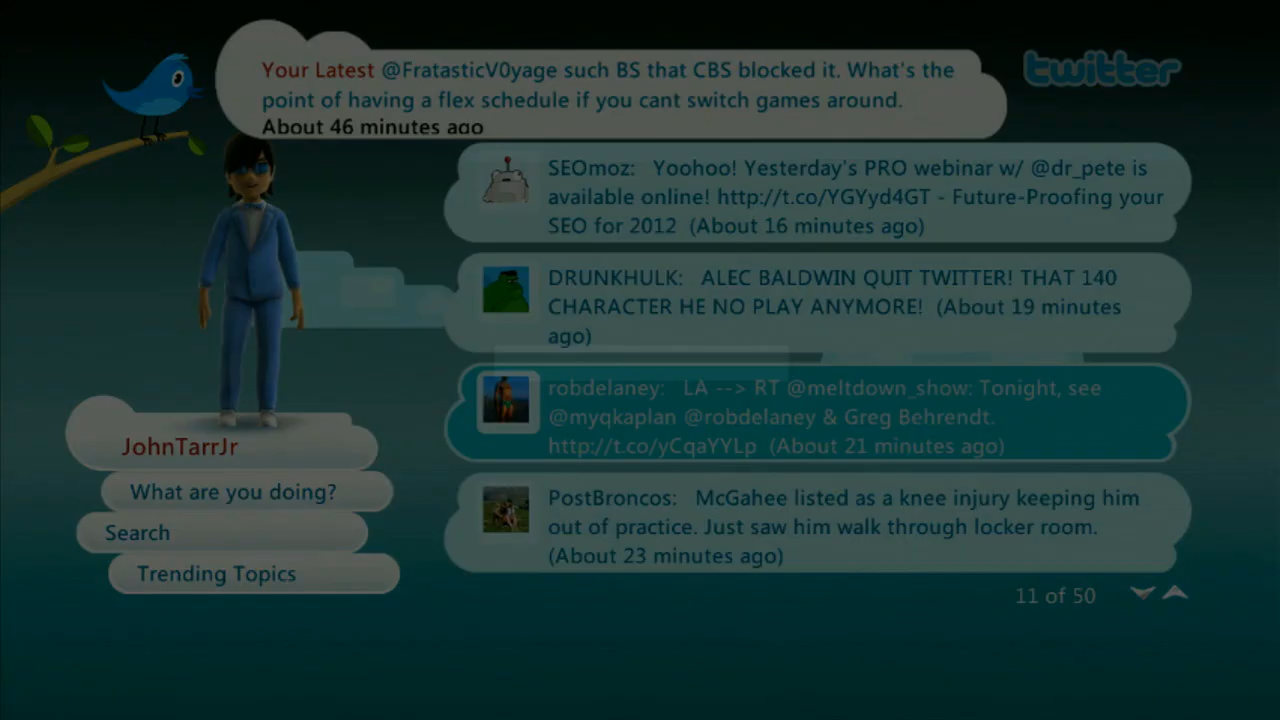 Your Latest @FratasticV0yage such BS that CBS blocked it. What's the
point of having a flex schedule if you cant switch games around.
About 46 minutes ago
twitter
SEOmoz: Yoohoo! Yesterday's PRO webinar w/ @dr_pete is
available online! http://t.co/YGYyd4GT - Future-Proofing your
SEO for 2012 (About 16 minutes ago)
DRUNKHULK: ALEC BALDWIN QUIT TWITTER! THAT 140
CHARACTER HE NO PLAY ANYMORE! (About 19 minutes
ago)
robdelaney: LA --> RT @meltdown_show: Tonight, see
@myqkaplan @robdelaney & Greg Behrendt.
http://t.co/yCqaYYLp (About 21 minutes ago)
PostBroncos: McGahee listed as a knee injury keeping him
out of practice. Just saw him walk through locker room.
(About 23 minutes ago)
JohnTarrJr
What are you doing?
Search
Trending Topics
11 of 50